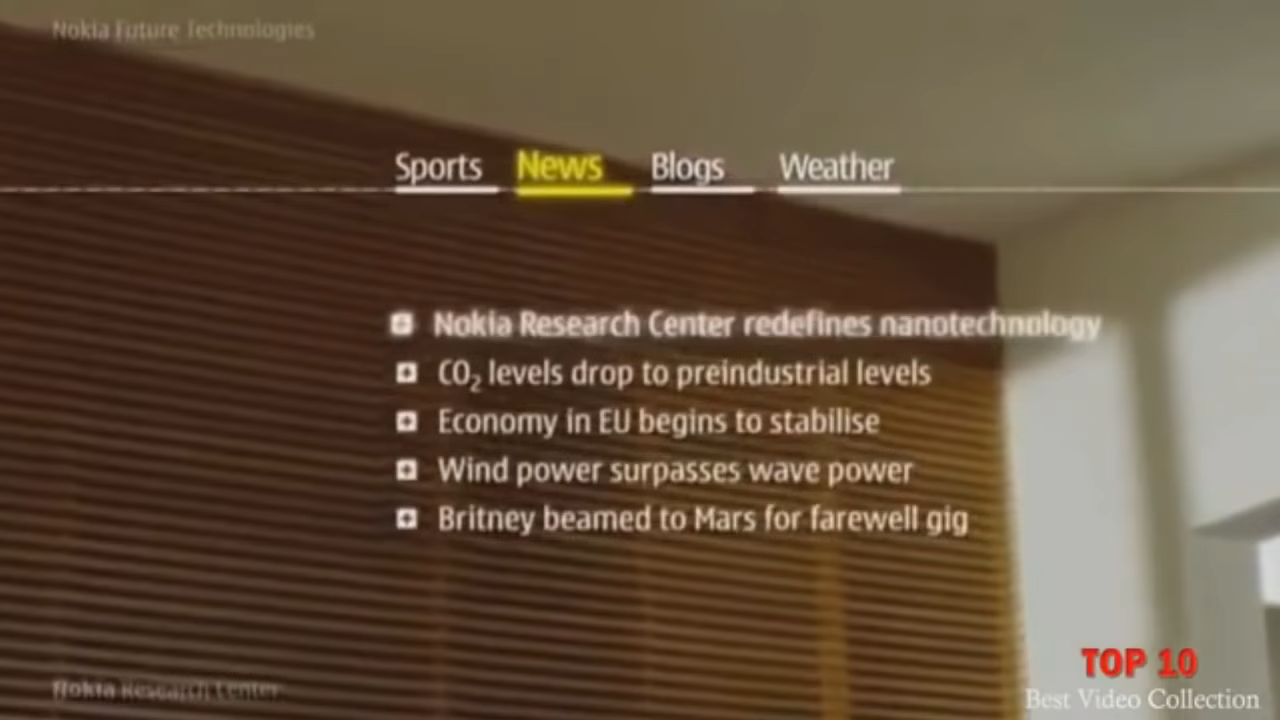 Nokia Future Technologies
Sports News Blogs Weather
Nokia Research Center redefines nanotechnology
CO₂ levels drop to preindustrial levels
Economy in EU begins to stabilise
Wind power surpasses wave power
Britney beamed to Mars for farewell gig
Nokia Research Center
TOP 10
Best Video Collection